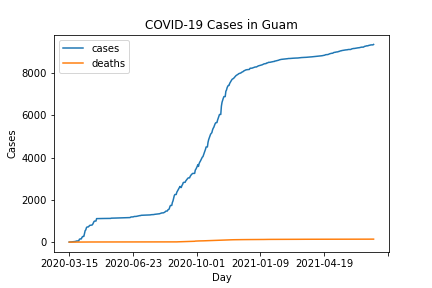 COVID-19 Cases in Guam
cases
deaths
8000
6000
4000
2000
0
Cases
2020-03-15 2020-06-23 2020-10-01 2021-01-09 2021-04-19
Day